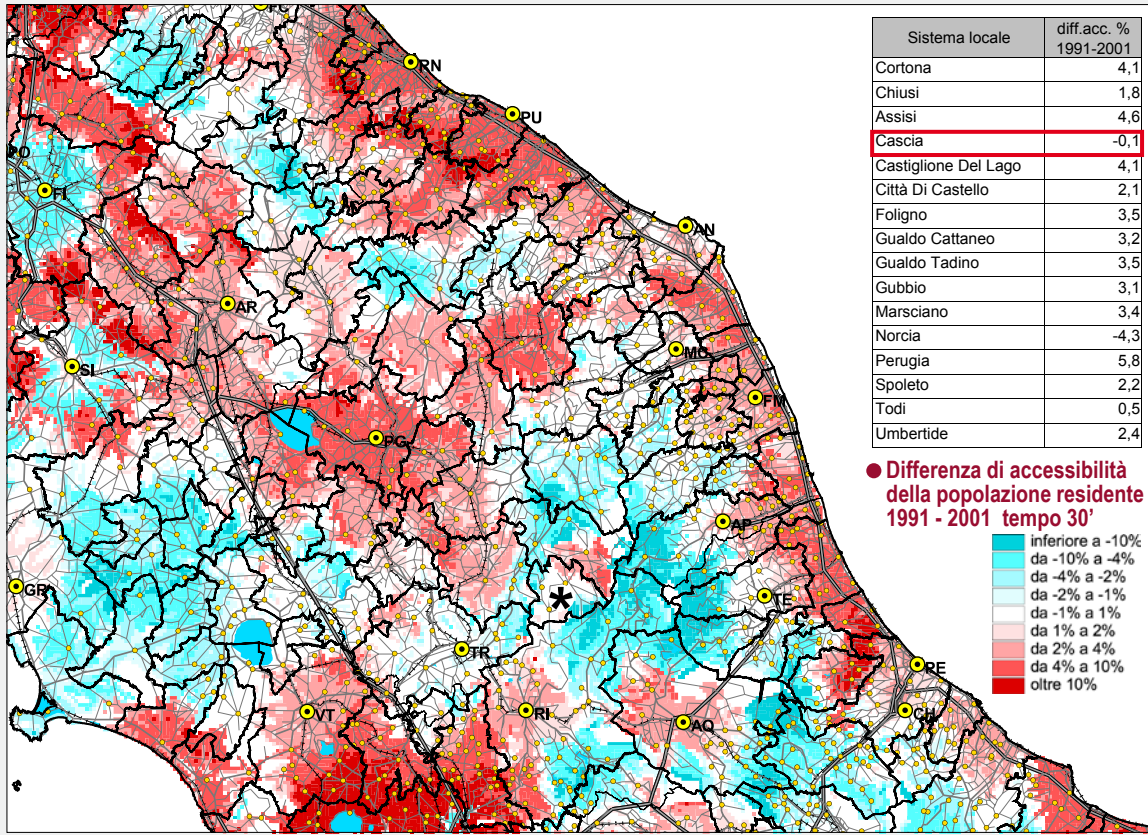 FC
RN
PU
PO
FI
AN
AR
MC
SI
FM
PG
AP
GR
TE
*
TR
PE
VT
RI
AQ
CH
Sistema locale diff.acc. % 1991-2001
Cortona 4,1
Chiusi 1,8
Assisi 4,6
Cascia -0,1
Castiglione Del Lago 4,1
Città Di Castello 2,1
Foligno 3,5
Gualdo Cattaneo 3,2
Gualdo Tadino 3,5
Gubbio 3,1
Marsciano 3,4
Norcia -4,3
Perugia 5,8
Spoleto 2,2
Todi 0,5
Umbertide 2,4
Differenza di accessibilità
della popolazione residente
1991 - 2001 tempo 30’
inferiore a -10%
da -10% a -4%
da -4% a -2%
da -2% a -1%
da -1% a 1%
da 1% a 2%
da 2% a 4%
da 4% a 10%
oltre 10%